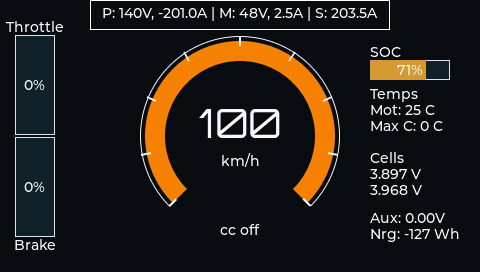 P: 140V, -201.0A | M: 48V, 2.5A | S: 203.5A
Throttle
0%
0%
Brake
100
km/h
cc off
SOC
71%
Temps
Mot: 25 C
Max C: 0 C
Cells
3.897 V
3.968 V
Aux: 0.00V
Nrg: -127 Wh